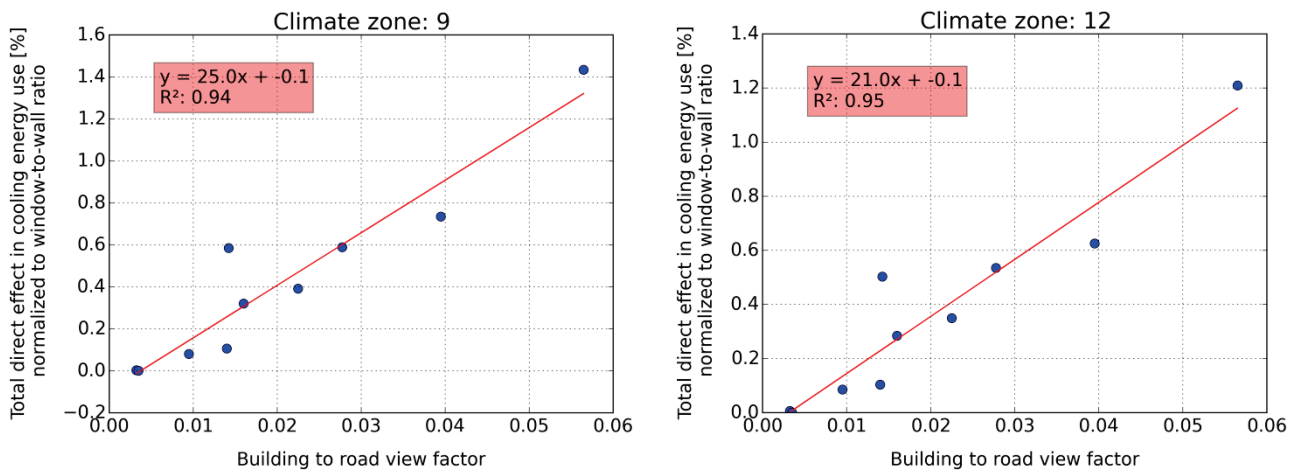 Climate zone: 9
Total direct effect in cooling energy use [%]
normalized to window-to-wall ratio
1.6
1.4
1.2
1.0
0.8
0.6
0.4
0.2
0.0
−0.2
y = 25.0x + -0.1
R²: 0.94
0.00 0.01 0.02 0.03 0.04 0.05 0.06
Building to road view factor
Climate zone: 12
Total direct effect in cooling energy use [%]
normalized to window-to-wall ratio
1.4
1.2
1.0
0.8
0.6
0.4
0.2
0.0
y = 21.0x + -0.1
R²: 0.95
0.00 0.01 0.02 0.03 0.04 0.05 0.06
Building to road view factor